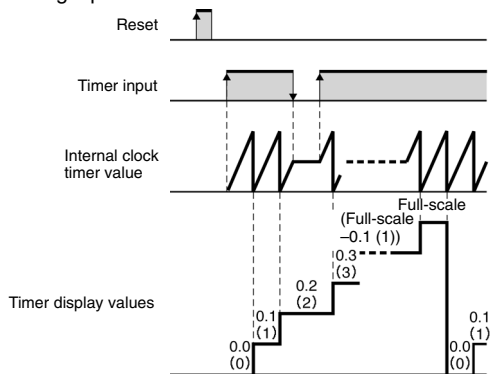 Reset
Timer input
Internal clock
timer value
Full-scale
(Full-scale
–0.1 (1))
0.3
(3)
0.2
(2)
Timer display values
0.1
(1)
0.0
(0)
0.0
(0)
0.1
(1)